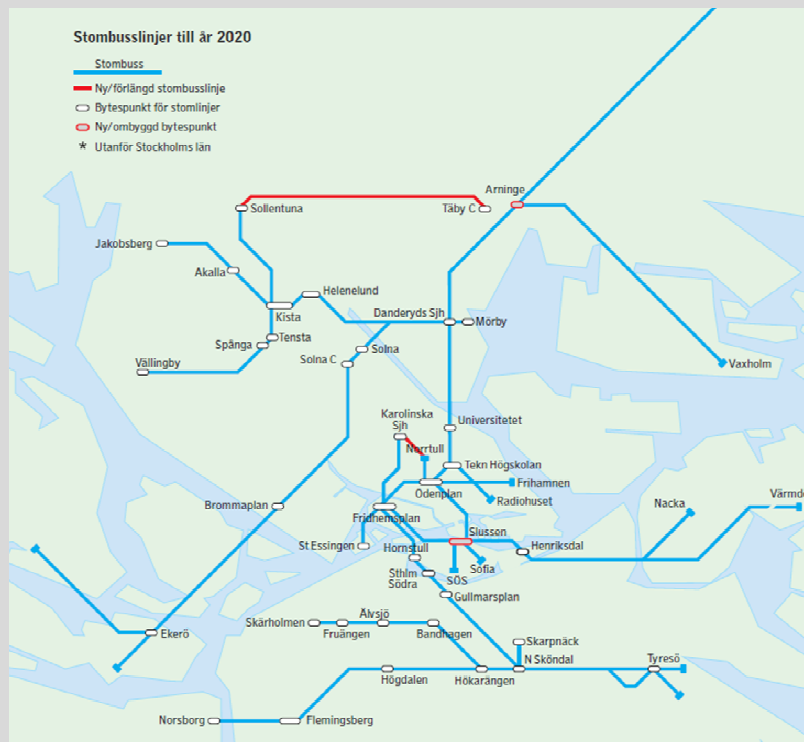 Stombusslinjer till år 2020
Stombuss
Ny/förlängd stombusslinje
Bytespunkt för stomlinjer
Ny/ombyggd bytespunkt
* Utanför Stockholms län
Arninge
Sollentuna
Täby C
Jakobsberg
Akalla
Helenelund
Kista
Danderyds Sjh
Mörby
Tensta
Spånga
Solna
Solna C
Vällingby
Vaxholm
Karolinska
Sjh
Universitetet
Norrtull
Tekn Högskolan
Odenplan
Frihamnen
Radiohuset
Brommaplan
Fridhemsplan
Nacka
Värmdö
Slussen
St Essingen
Hornstull
Henriksdal
Sthlm
Södra
SÖS
Sofia
Gullmarsplan
Skärholmen
Älvsjö
Fruängen
Bandhagen
Skarpnäck
Ekerö
N Sköndal
Tyresö
Högdalen
Hökarängen
Norsborg
Flemingsberg